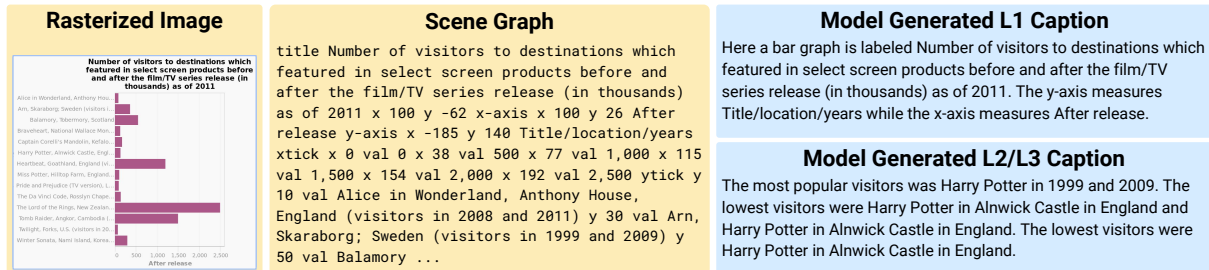 Rasterized Image
Number of visitors to destinations which
featured in select screen products before
and after the film/TV series release (in
thousands) as of 2011
Alice in Wonderland, Anthony Hou...
Arn, Skaraborg; Sweden (visitors i...
Balamory, Tobermory, Scotland
Braveheart, National Wallace Mon...
Captain Corelli's Mandolin, Kefalo...
Harry Potter, Alnwick Castle, Engl...
Heartbeat, Goathland, England (vi...
Miss Potter, Hilltop Farm, England...
Pride and Prejudice (TV version), L...
The Da Vinci Code, Rosslyn Chape...
The Lord of the Rings, New Zealan...
Tomb Raider, Angkor, Cambodia (...
Twilight, Forks, U.S. (visitors in 20...
Winter Sonata, Nami Island, Korea...
0 500 1,000 1,500 2,000 2,500
After release
Scene Graph
title Number of visitors to destinations which
featured in select screen products before and
after the film/TV series release (in thousands)
as of 2011 x 100 y -62 x-axis x 100 y 26 After
release y-axis x -185 y 140 Title/location/years
xtick x 0 val 0 x 38 val 500 x 77 val 1,000 x 115
val 1,500 x 154 val 2,000 x 192 val 2,500 ytick y
10 val Alice in Wonderland, Anthony House,
England (visitors in 2008 and 2011) y 30 val Arn,
Skaraborg; Sweden (visitors in 1999 and 2009) y
50 val Balamory ...
Model Generated L1 Caption
Here a bar graph is labeled Number of visitors to destinations which
featured in select screen products before and after the film/TV
series release (in thousands) as of 2011. The y-axis measures
Title/location/years while the x-axis measures After release.
Model Generated L2/L3 Caption
The most popular visitors was Harry Potter in 1999 and 2009. The
lowest visitors were Harry Potter in Alnwick Castle in England and
Harry Potter in Alnwick Castle in England. The lowest visitors were
Harry Potter in Alnwick Castle in England.